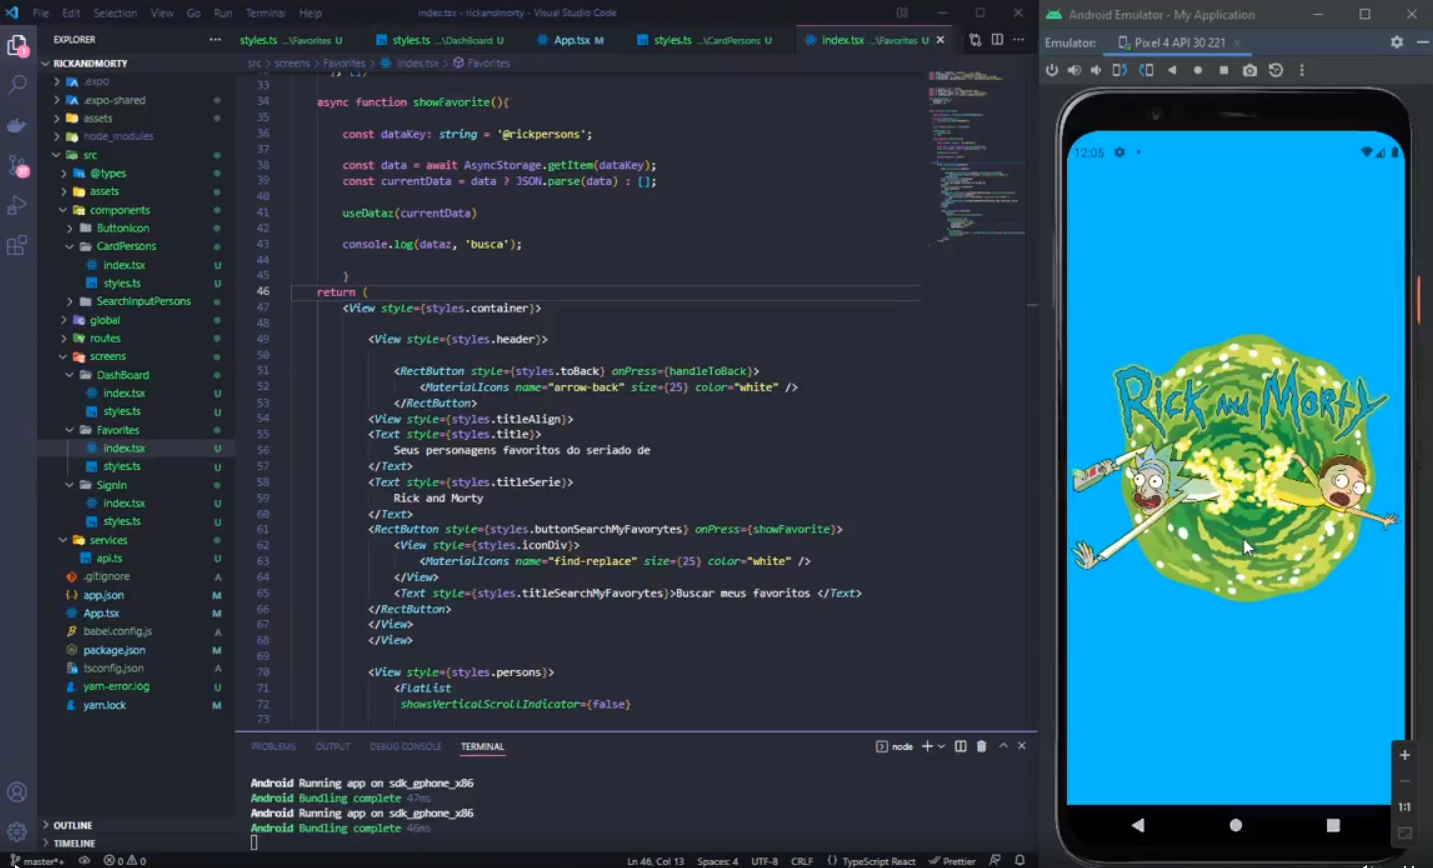 File Edit Selection View Go Run Terminal Help
index.tsx - rickandmorty - Visual Studio Code
EXPLORER
RICKANDMORTY
.expo
.expo-shared
assets
node_modules
src
@types
assets
components
ButtonIcon
CardPersons
index.tsx U
styles.ts U
SearchInputPersons
global
routes
screens
DashBoard
index.tsx U
styles.ts U
Favorites
index.tsx U
styles.ts U
SignIn
index.tsx U
styles.ts U
services
api.ts U
.gitignore A
app.json M
App.tsx M
babel.config.js A
package.json M
tsconfig.json A
yarn-error.log U
yarn.lock M
OUTLINE
TIMELINE
styles.ts ...\Favorites U
styles.ts ...\DashBoard U
App.tsx M
styles.ts ...\CardPersons U
index.tsx ...\Favorites U
src > screens > Favorites > index.tsx > Favorites
33
34 async function showFavorite(){
35
36 const dataKey: string = '@rickpersons';
37
38 const data = await AsyncStorage.getItem(dataKey);
39 const currentData = data ? JSON.parse(data) : [];
40
41 useDataz(currentData)
42
43 console.log(dataz, 'busca');
44
45 }
46 return (
47 <View style={styles.container}>
48
49 <View style={styles.header}>
50
51 <RectButton style={styles.toBack} onPress={handleToBack}>
52 <MaterialIcons name="arrow-back" size={25} color="white" />
53 </RectButton>
54 <View style={styles.titleAlign}>
55 <Text style={styles.title}>
56 Seus personagens favoritos do seriado de
57 </Text>
58 <Text style={styles.titleSerie}>
59 Rick and Morty
60 </Text>
61 <RectButton style={styles.buttonSearchMyFavorytes} onPress={showFavorite}>
62 <View style={styles.iconDiv}>
63 <MaterialIcons name="find-replace" size={25} color="white" />
64 </View>
65 <Text style={styles.titleSearchMyFavorytes}>Buscar meus favoritos </Text>
66 </RectButton>
67 </View>
68 </View>
69
70 <View style={styles.persons}>
71 <FlatList
72 showsVerticalScrollIndicator={false}
73
PROBLEMS OUTPUT DEBUG CONSOLE TERMINAL
node
Android Running app on sdk_gphone_x86
Android Bundling complete 47ms
Android Running app on sdk_gphone_x86
Android Bundling complete 46ms
master*+ 0 0
Ln 46, Col 13 Spaces: 4 UTF-8 CRLF {} TypeScript React Prettier
Android Emulator - My Application
Emulator: Pixel 4 API 30 221
12:05
Rick and Morty
1:1